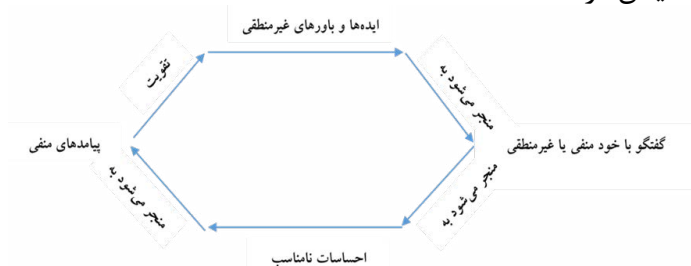 ایده‌ها و باورهای غیرمنطقی
تقویت
منجر می‌شود به
گفتگو با خود منفی یا غیرمنطقی
پیامدهای منفی
منجر می‌شود به
منجر می‌شود به
احساسات نامناسب